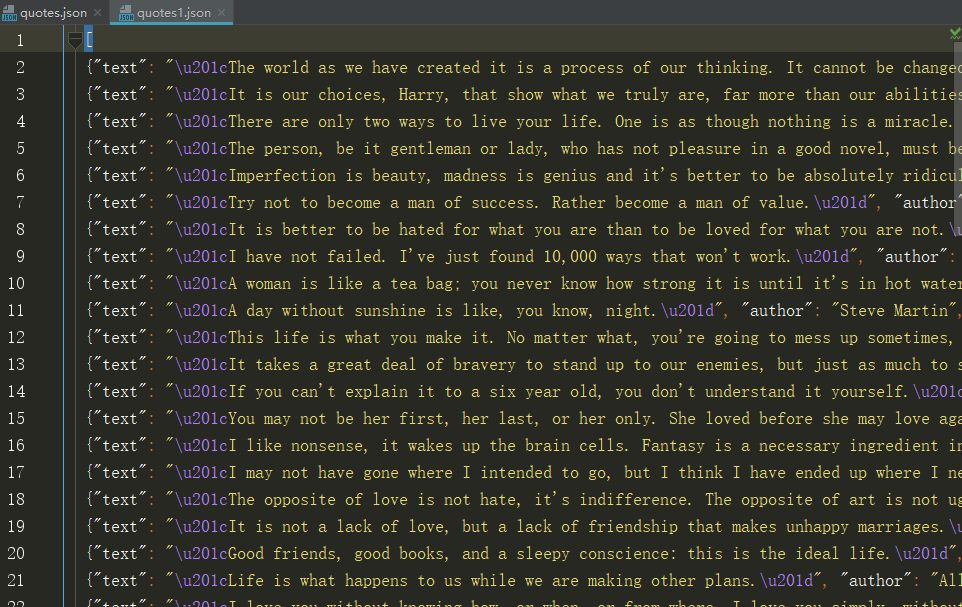 quotes.json quotes1.json
1 [
2 {"text": "\u201cThe world as we have created it is a process of our thinking. It cannot be changed
3 {"text": "\u201cIt is our choices, Harry, that show what we truly are, far more than our abilities
4 {"text": "\u201cThere are only two ways to live your life. One is as though nothing is a miracle.
5 {"text": "\u201cThe person, be it gentleman or lady, who has not pleasure in a good novel, must be
6 {"text": "\u201cImperfection is beauty, madness is genius and it's better to be absolutely ridicul
7 {"text": "\u201cTry not to become a man of success. Rather become a man of value.\u201d", "author"
8 {"text": "\u201cIt is better to be hated for what you are than to be loved for what you are not.\u
9 {"text": "\u201cI have not failed. I've just found 10,000 ways that won't work.\u201d", "author":
10 {"text": "\u201cA woman is like a tea bag; you never know how strong it is until it's in hot water
11 {"text": "\u201cA day without sunshine is like, you know, night.\u201d", "author": "Steve Martin",
12 {"text": "\u201cThis life is what you make it. No matter what, you're going to mess up sometimes,
13 {"text": "\u201cIt takes a great deal of bravery to stand up to our enemies, but just as much to s
14 {"text": "\u201cIf you can't explain it to a six year old, you don't understand it yourself.\u201d
15 {"text": "\u201cYou may not be her first, her last, or her only. She loved before she may love aga
16 {"text": "\u201cI like nonsense, it wakes up the brain cells. Fantasy is a necessary ingredient in
17 {"text": "\u201cI may not have gone where I intended to go, but I think I have ended up where I ne
18 {"text": "\u201cThe opposite of love is not hate, it's indifference. The opposite of art is not ug
19 {"text": "\u201cIt is not a lack of love, but a lack of friendship that makes unhappy marriages.\u
20 {"text": "\u201cGood friends, good books, and a sleepy conscience: this is the ideal life.\u201d",
21 {"text": "\u201cLife is what happens to us while we are making other plans.\u201d", "author": "All
22 {"text": "\u201cI love you without knowing how, or when, or from where. I love you simply, without